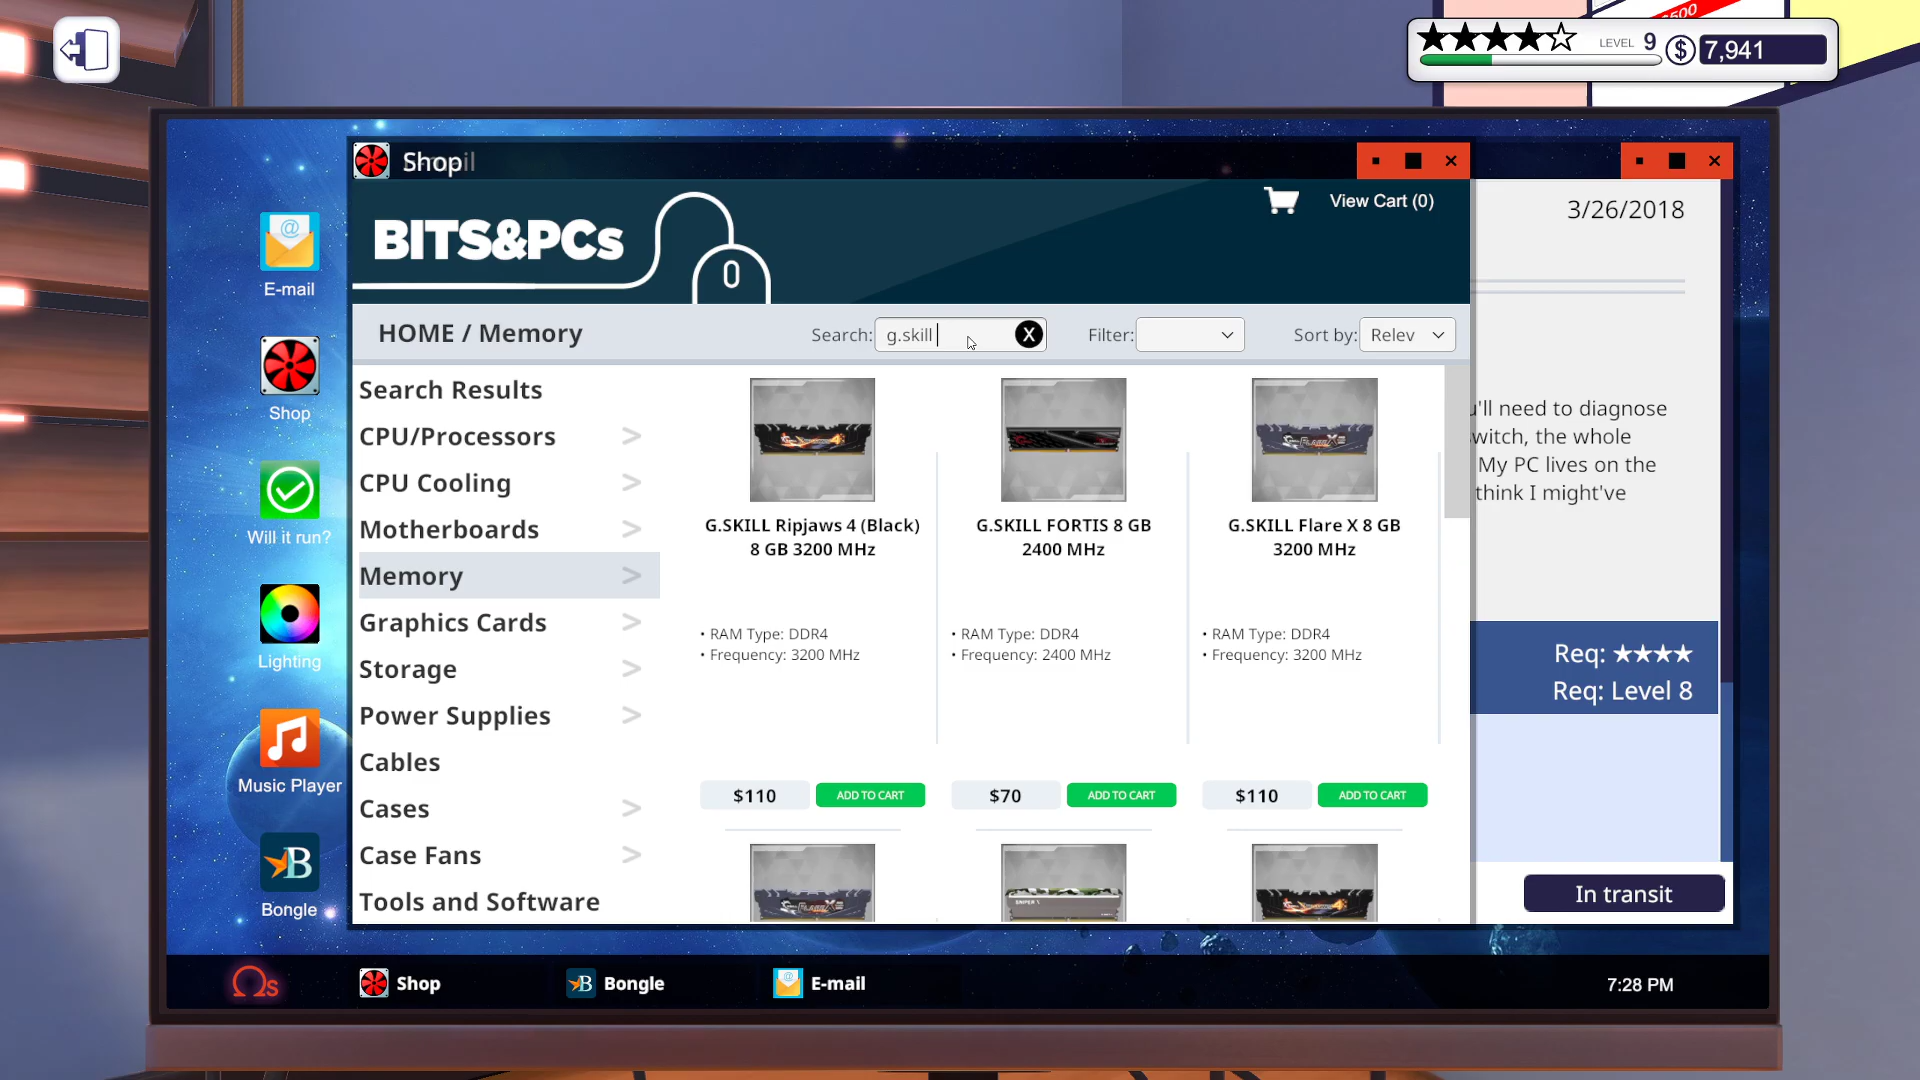 $500
LEVEL 9
$ 7,941
Shop
View Cart (0)
BITS&PCs
3/26/2018
HOME / Memory
Search: g.skill
X
Filter:
Sort by: Relev
E-mail
Shop
Will it run?
Lighting
Music Player
Bongle
Search Results
CPU/Processors >
CPU Cooling >
Motherboards >
Memory >
Graphics Cards >
Storage >
Power Supplies >
Cables
Cases >
Case Fans >
Tools and Software
G.SKILL Ripjaws 4 (Black)
8 GB 3200 MHz
• RAM Type: DDR4
• Frequency: 3200 MHz
$110
ADD TO CART
G.SKILL FORTIS 8 GB
2400 MHz
• RAM Type: DDR4
• Frequency: 2400 MHz
$70
ADD TO CART
G.SKILL Flare X 8 GB
3200 MHz
• RAM Type: DDR4
• Frequency: 3200 MHz
$110
ADD TO CART
SNIPER X
u'll need to diagnose
witch, the whole
My PC lives on the
think I might've
Req: ★★★★
Req: Level 8
In transit
Ωs
Shop
B
Bongle
E-mail
7:28 PM